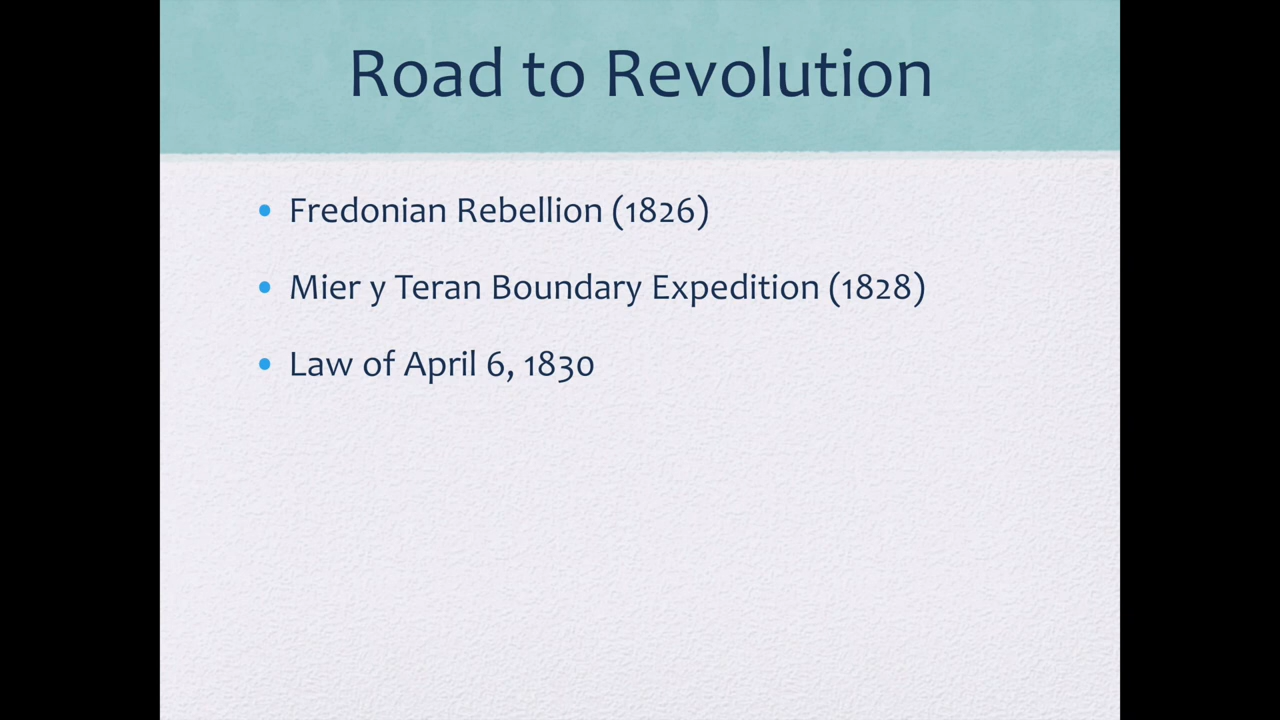 Road to Revolution
• Fredonian Rebellion (1826)
• Mier y Teran Boundary Expedition (1828)
• Law of April 6, 1830